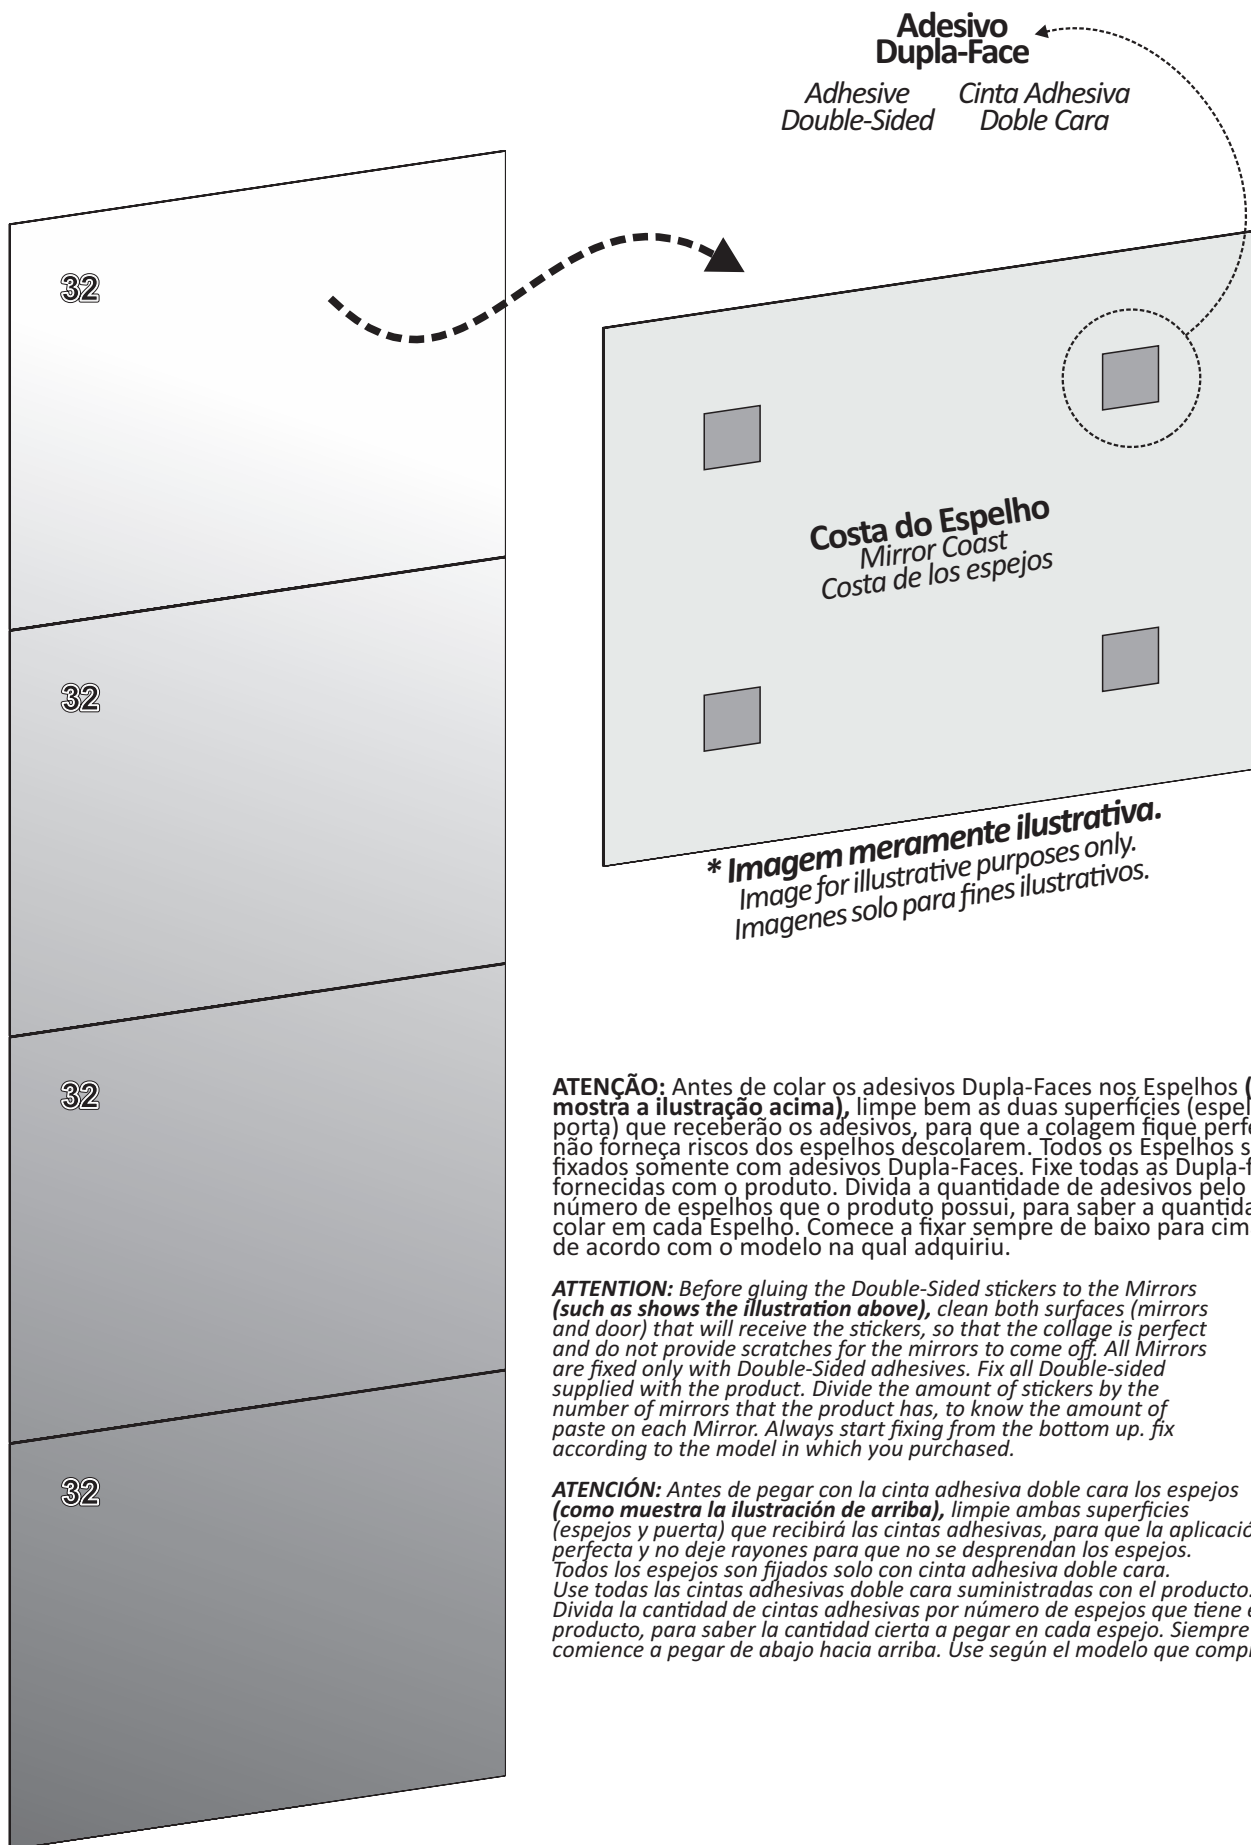 Adesivo
Dupla-Face
Adhesive
Double-Sided
Cinta Adhesiva
Doble Cara
32
32
32
32
Costa do Espelho
Mirror Coast
Costa de los espejos
* Imagem meramente ilustrativa.
Image for illustrative purposes only.
Imagenes solo para fines ilustrativos.
ATENÇÃO: Antes de colar os adesivos Dupla-Faces nos Espelhos (
mostra a ilustração acima), limpe bem as duas superfícies
porta) que receberão os adesivos, para que a colagem fique
não forneça riscos dos espelhos descolarem. Todos os Espelhos
fixados somente com adesivos Dupla-Faces. Fixe todas as
fornecidas com o produto. Divida a quantidade de adesivos pelo
número de espelhos que o produto possui, para saber a
colar em cada Espelho. Comece a fixar sempre de baixo para
de acordo com o modelo na qual adquiriu.
ATTENTION: Before gluing the Double-Sided stickers to the Mirrors
(such as shows the illustration above), clean both surfaces (mirrors
and door) that will receive the stickers, so that the collage is perfect
and do not provide scratches for the mirrors to come off. All Mirrors
are fixed only with Double-Sided adhesives. Fix all Double-sided
supplied with the product. Divide the amount of stickers by the
number of mirrors that the product has, to know the amount of
paste on each Mirror. Always start fixing from the bottom up. fix
according to the model in which you purchased.
ATENCIÓN: Antes de pegar con la cinta adhesiva doble cara los espejos
(como muestra la ilustración de arriba), limpie ambas superficies
(espejos y puerta) que recibirá las cintas adhesivas, para que la
perfecta y no deje rayones para que no se desprendan los espejos.
Todos los espejos son fijados solo con cinta adhesiva doble cara.
Use todas las cintas adhesivas doble cara suministradas con el producto.
Divida la cantidad de cintas adhesivas por número de espejos que tiene
producto, para saber la cantidad cierta a pegar en cada espejo. Siempre
comience a pegar de abajo hacia arriba. Use según el modelo que